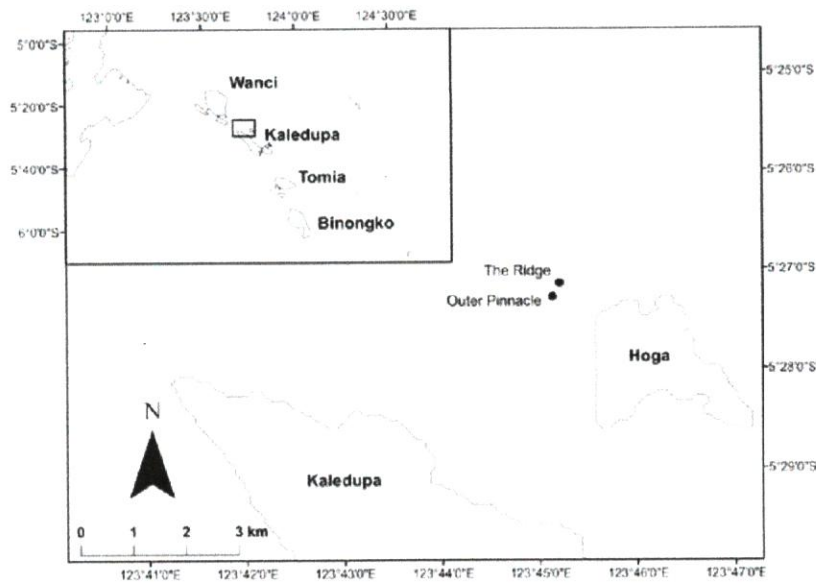 123°0'0"E 123°30'0"E 124°0'0"E 124°30'0"E
5°0'0"S
5°20'0"S
5°40'0"S
6°0'0"S
Wanci
Kaledupa
Tomia
Binongko
5°25'0"S
5°26'0"S
5°27'0"S
5°28'0"S
5°29'0"S
The Ridge
Outer Pinnacle
Hoga
Kaledupa
N
0 1 2 3 km
123°41'0"E 123°42'0"E 123°43'0"E 123°44'0"E 123°45'0"E 123°46'0"E 123°47'0"E